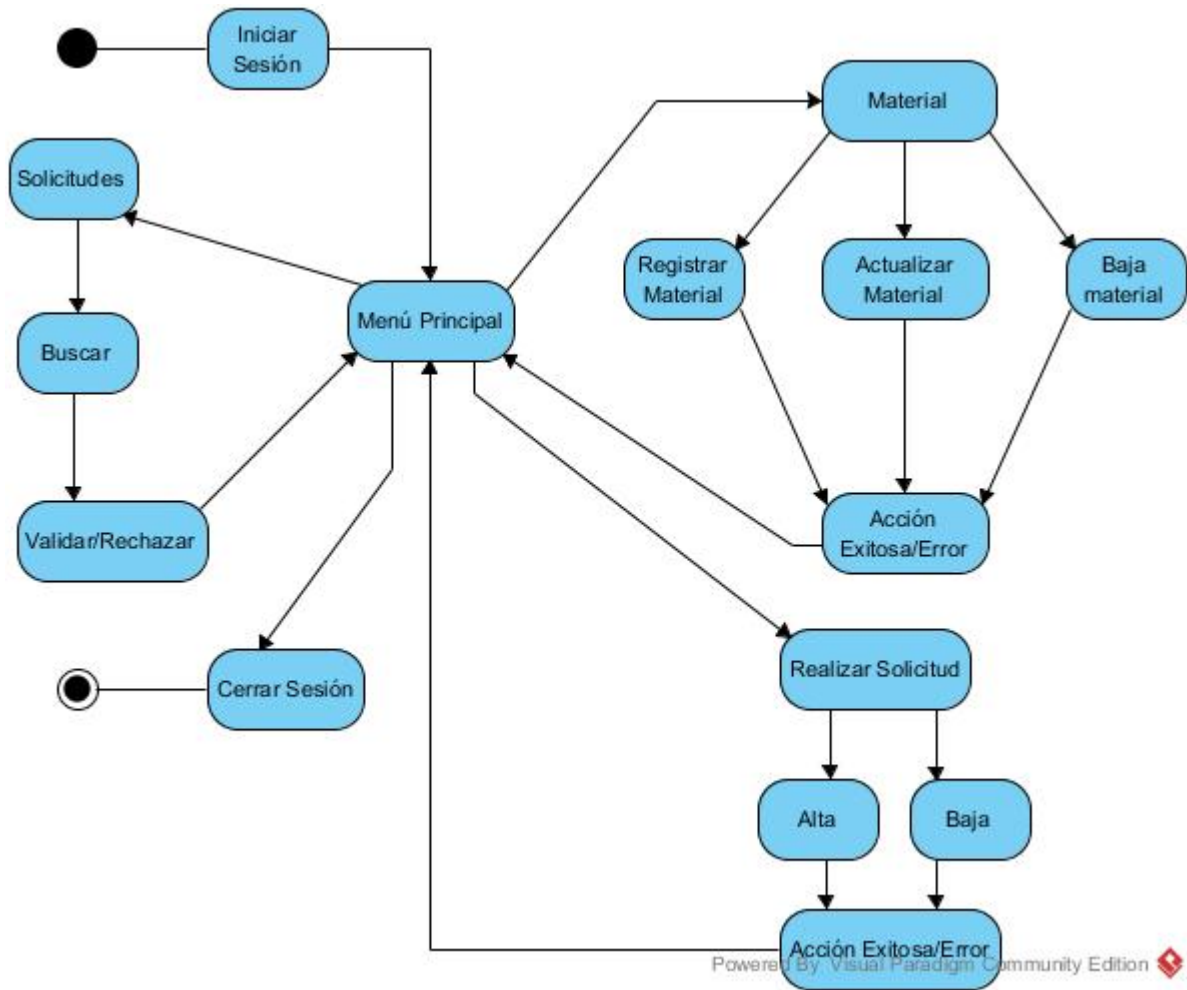 Iniciar
Sesión
Material
Solicitudes
Registrar
Material
Actualizar
Material
Baja
material
Menú Principal
Buscar
Validar/Rechazar
Acción
Exitosa/Error
Realizar Solicitud
Cerrar Sesión
Alta
Baja
Acción Exitosa/Error
Powered By Visual Paradigm Community Edition